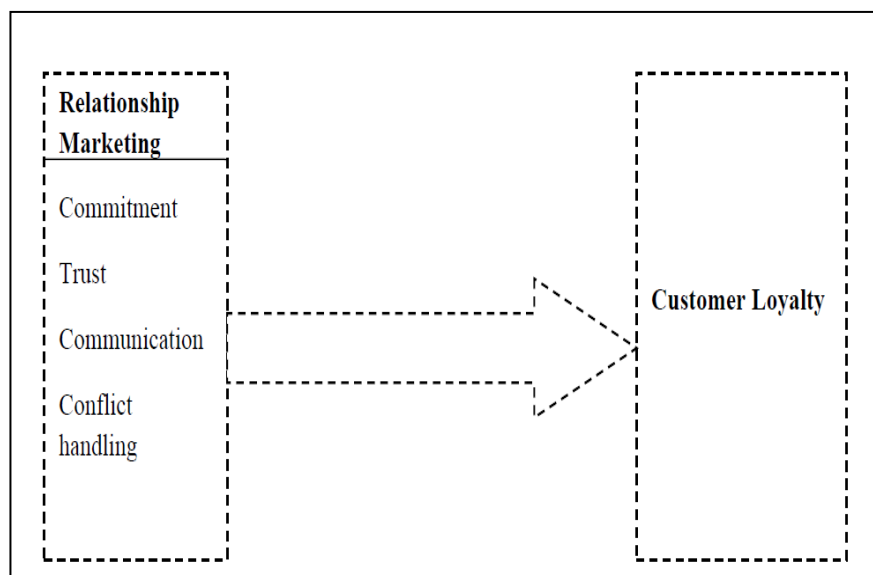 Relationship
Marketing
Commitment
Trust
Communication
Conflict
handling
Customer Loyalty